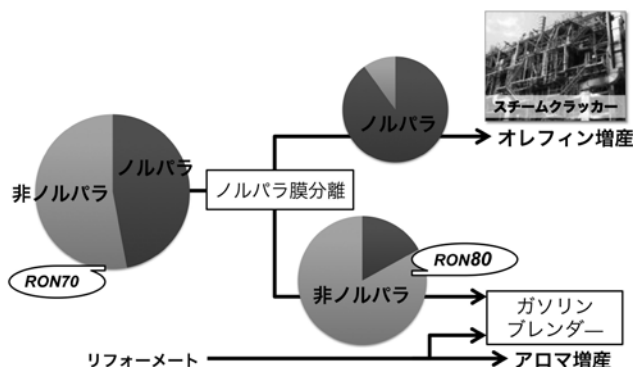 スチームクラッカー
ノルパラ
オレフィン増産
ノルパラ
非ノルパラ
ノルパラ膜分離
RON70
RON80
非ノルパラ
ガソリン
ブレンダ―
リフォーメート
アロマ増産